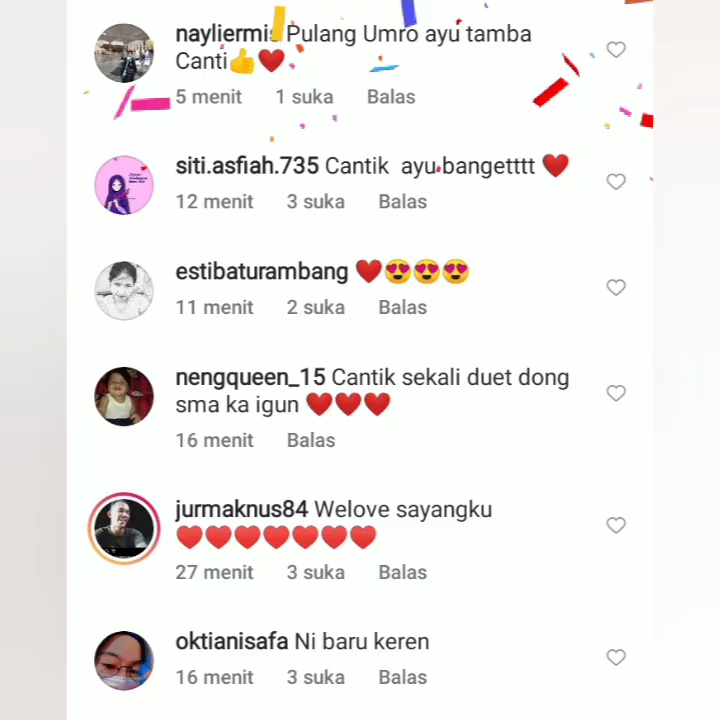 nayliermis Pulang Umro ayu tamba
Canti👍❤️
5 menit 1 suka Balas
siti.asfiah.735 Cantik ayu bangetttt ❤️
12 menit 3 suka Balas
estibaturambang ❤️😍😍😍
11 menit 2 suka Balas
nengqueen_15 Cantik sekali duet dong
sma ka igun ❤️❤️❤️
16 menit Balas
jurmaknus84 Welove sayangku
❤️❤️❤️❤️❤️❤️❤️
27 menit 3 suka Balas
oktianisafa Ni baru keren
16 menit 3 suka Balas